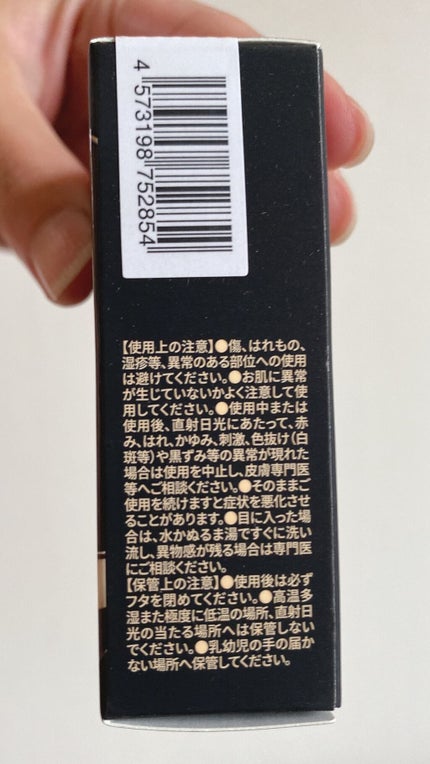 4 573198 752854
【使用上の注意】●傷、はれもの、
湿疹等、異常のある部位への使用
は避けてください。●お肌に異常
が生じていないかよく注意して使
用してください。●使用中または
使用後、直射日光にあたって、赤
み、はれ、かゆみ、刺激、色抜け(白
斑等)や黒ずみ等の異常が現れた
場合は使用を中止し、皮膚専門医
等へご相談ください。●そのままご
使用を続けますと症状を悪化させ
ることがあります。●目に入った場
合は、水かぬるま湯ですぐに洗い
流し、異物感が残る場合は専門医
にご相談ください。
【保管上の注意】●使用後は必ず
フタを閉めてください。●高温多
湿また極度に低温の場所、直射日
光の当たる場所へは保管しない
でください。●乳幼児の手の届か
ない場所へ保管してください。